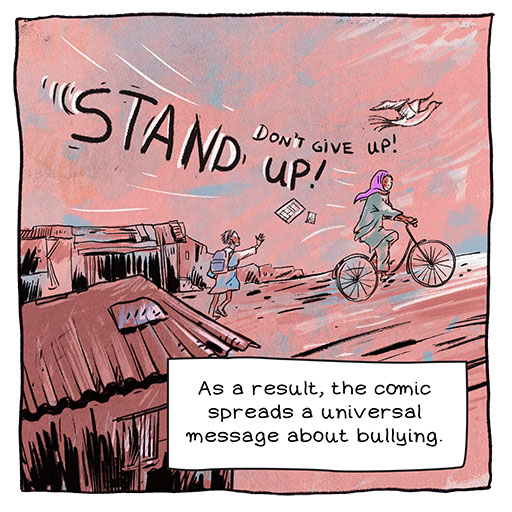 STAND UP!
DON'T GIVE UP!
As a result, the comic
spreads a universal
message about bullying.